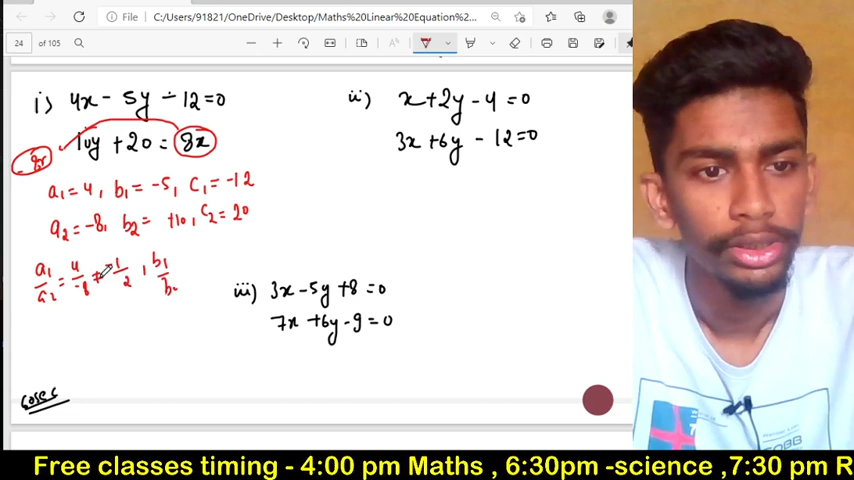 File C:/Users/91821/OneDrive/Desktop/Maths%20Linear%20Equation%2...
24 of 105
i) 4x - 5y - 12 = 0
10y + 20 = 8x
- 8x
a1 = 4, b1 = -5, c1 = -12
a2 = -8, b2 = +10, c2 = 20
a1/a2 = 4/-8 = -1/2, b1/b2
ii) x + 2y - 4 = 0
3x + 6y - 12 = 0
iii) 3x - 5y + 8 = 0
7x + 6y - 9 = 0
Free classes timing - 4:00 pm Maths , 6:30pm -science ,7:30 pm R